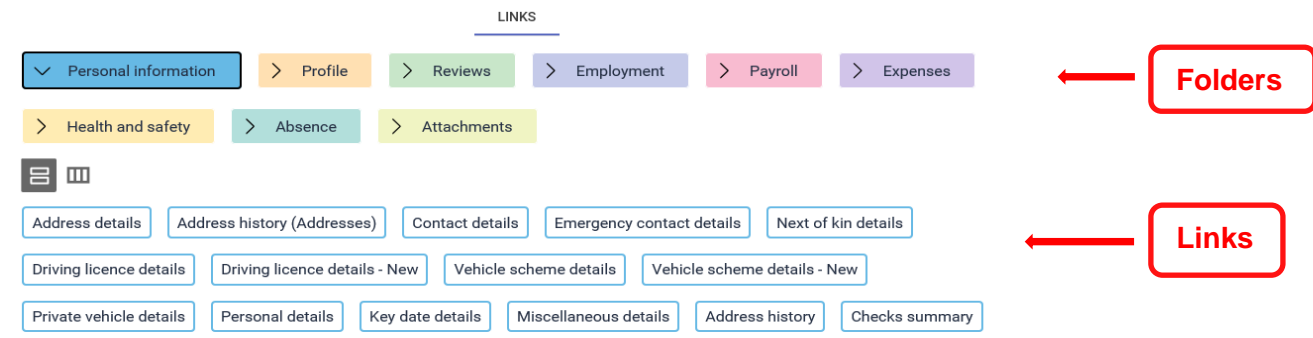 LINKS
Personal information Profile Reviews Employment Payroll Expenses Folders
Health and safety Absence Attachments
Address details Address history (Addresses) Contact details Emergency contact details Next of kin details Links
Driving licence details Driving licence details - New Vehicle scheme details Vehicle scheme details - New
Private vehicle details Personal details Key date details Miscellaneous details Address history Checks summary